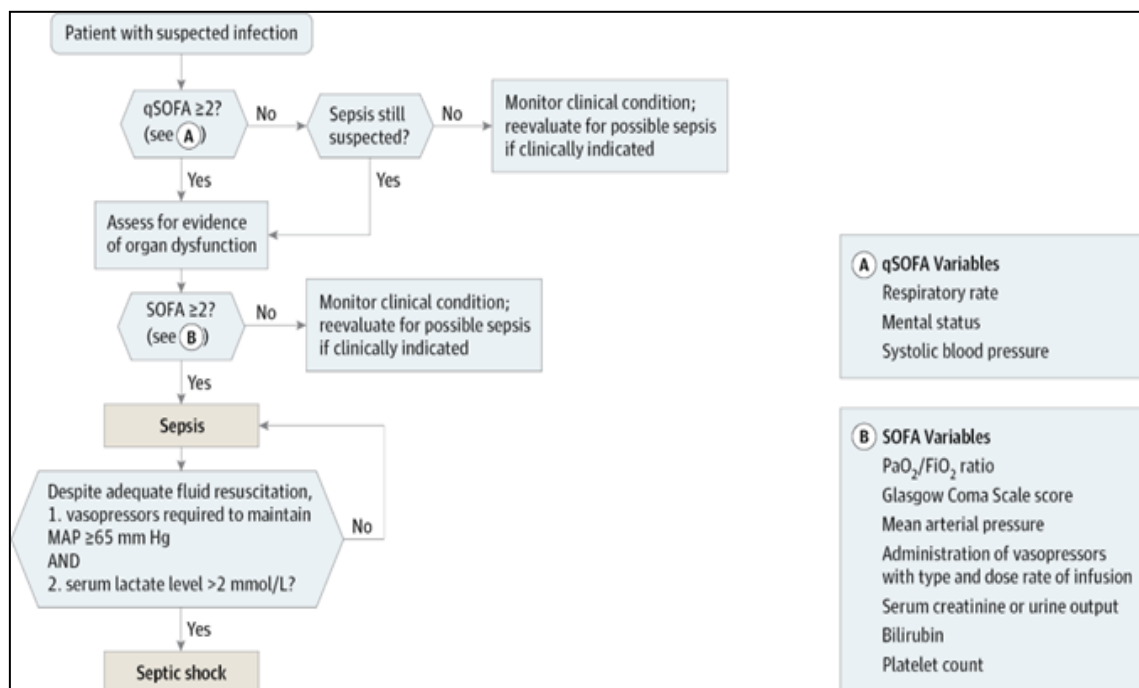 Patient with suspected infection
qSOFA ≥2?
(see A)
No
Sepsis still
suspected?
No
Monitor clinical condition;
reevaluate for possible sepsis
if clinically indicated
Yes
Yes
Assess for evidence
of organ dysfunction
SOFA ≥2?
(see B)
No
Monitor clinical condition;
reevaluate for possible sepsis
if clinically indicated
Yes
Sepsis
Despite adequate fluid resuscitation,
1. vasopressors required to maintain
MAP ≥65 mm Hg
AND
2. serum lactate level >2 mmol/L?
No
Yes
Septic shock
A qSOFA Variables
Respiratory rate
Mental status
Systolic blood pressure
B SOFA Variables
PaO₂/FiO₂ ratio
Glasgow Coma Scale score
Mean arterial pressure
Administration of vasopressors
with type and dose rate of infusion
Serum creatinine or urine output
Bilirubin
Platelet count